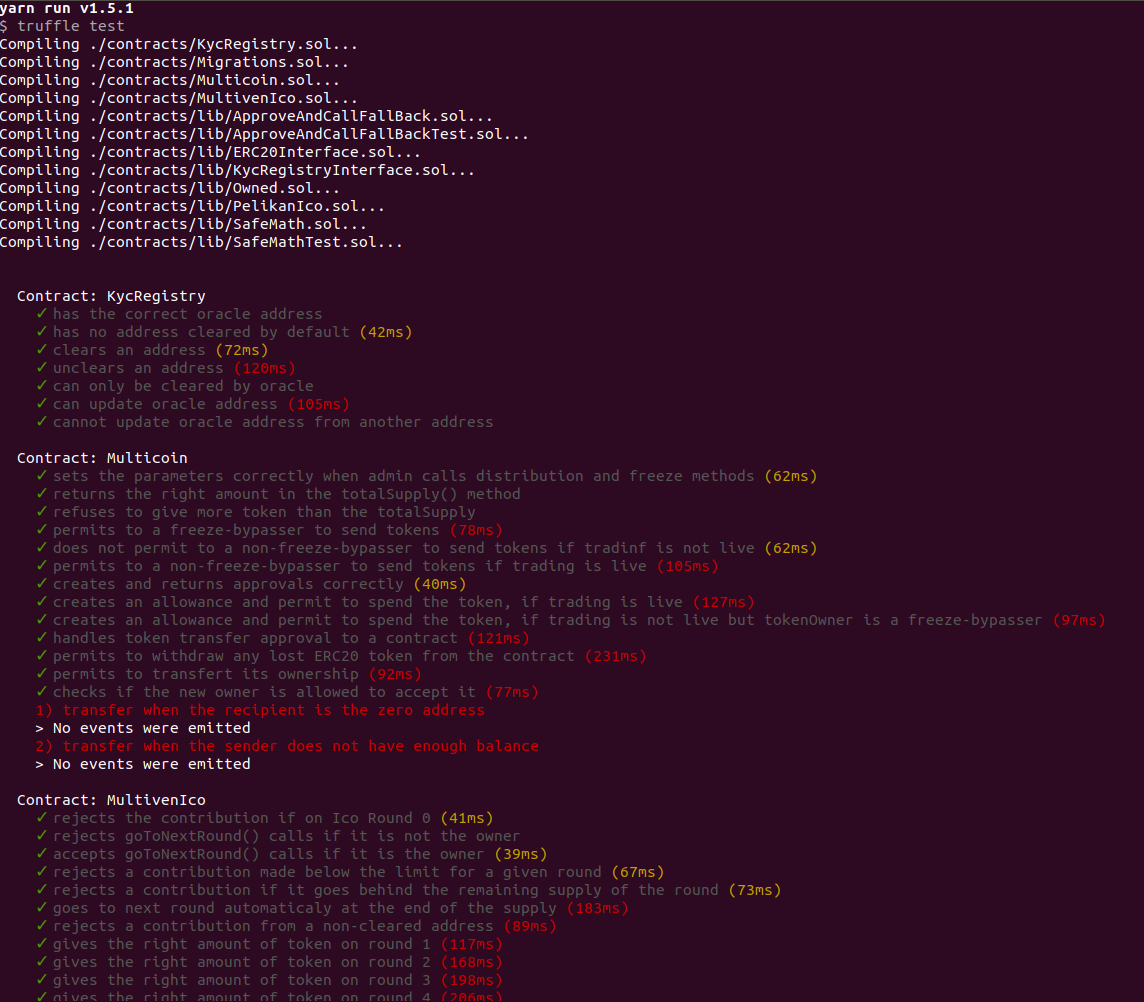 yarn run v1.5.1
$ truffle test
Compiling ./contracts/KycRegistry.sol...
Compiling ./contracts/Migrations.sol...
Compiling ./contracts/Multicoin.sol...
Compiling ./contracts/MultivenIco.sol...
Compiling ./contracts/lib/ApproveAndCallFallBack.sol...
Compiling ./contracts/lib/ApproveAndCallFallBackTest.sol...
Compiling ./contracts/lib/ERC20Interface.sol...
Compiling ./contracts/lib/KycRegistryInterface.sol...
Compiling ./contracts/lib/Owned.sol...
Compiling ./contracts/lib/PelikanIco.sol...
Compiling ./contracts/lib/SafeMath.sol...
Compiling ./contracts/lib/SafeMathTest.sol...
Contract: KycRegistry
✓ has the correct oracle address
✓ has no address cleared by default (42ms)
✓ clears an address (72ms)
✓ unclears an address (120ms)
✓ can only be cleared by oracle
✓ can update oracle address (105ms)
✓ cannot update oracle address from another address
Contract: Multicoin
✓ sets the parameters correctly when admin calls distribution and freeze methods (62ms)
✓ returns the right amount in the totalSupply() method
✓ refuses to give more token than the totalSupply
✓ permits to a freeze-bypasser to send tokens (78ms)
✓ does not permit to a non-freeze-bypasser to send tokens if tradinf is not live (62ms)
✓ permits to a non-freeze-bypasser to send tokens if trading is live (105ms)
✓ creates and returns approvals correctly (40ms)
✓ creates an allowance and permit to spend the token, if trading is live (127ms)
✓ creates an allowance and permit to spend the token, if trading is not live but tokenOwner is a freeze-bypasser (97ms)
✓ handles token transfer approval to a contract (121ms)
✓ permits to withdraw any lost ERC20 token from the contract (231ms)
✓ permits to transfert its ownership (92ms)
✓ checks if the new owner is allowed to accept it (77ms)
1) transfer when the recipient is the zero address
> No events were emitted
2) transfer when the sender does not have enough balance
> No events were emitted
Contract: MultivenIco
✓ rejects the contribution if on Ico Round 0 (41ms)
✓ rejects goToNextRound() calls if it is not the owner
✓ accepts goToNextRound() calls if it is the owner (39ms)
✓ rejects a contribution made below the limit for a given round (67ms)
✓ rejects a contribution if it goes behind the remaining supply of the round (73ms)
✓ goes to next round automaticaly at the end of the supply (183ms)
✓ rejects a contribution from a non-cleared address (89ms)
✓ gives the right amount of token on round 1 (117ms)
✓ gives the right amount of token on round 2 (168ms)
✓ gives the right amount of token on round 3 (198ms)
✓ gives the right amount of token on round 4 (206ms)